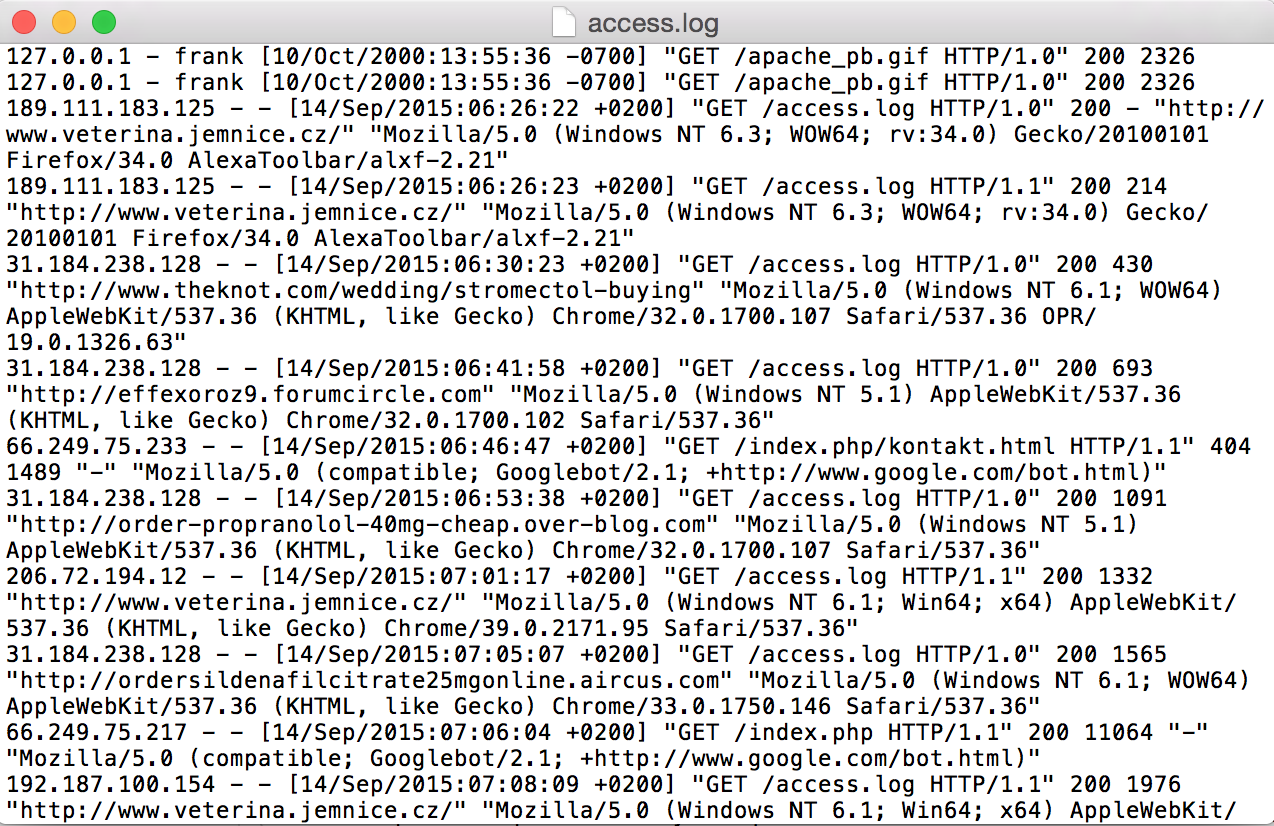 access.log
127.0.0.1 - frank [10/Oct/2000:13:55:36 -0700] "GET /apache_pb.gif HTTP/1.0" 200 2326
127.0.0.1 - frank [10/Oct/2000:13:55:36 -0700] "GET /apache_pb.gif HTTP/1.0" 200 2326
189.111.183.125 - - [14/Sep/2015:06:26:22 +0200] "GET /access.log HTTP/1.0" 200 - "http://
www.veterina.jemnice.cz/" "Mozilla/5.0 (Windows NT 6.3; WOW64; rv:34.0) Gecko/20100101
Firefox/34.0 AlexaToolbar/alxf-2.21"
189.111.183.125 - - [14/Sep/2015:06:26:23 +0200] "GET /access.log HTTP/1.1" 200 214
"http://www.veterina.jemnice.cz/" "Mozilla/5.0 (Windows NT 6.3; WOW64; rv:34.0) Gecko/
20100101 Firefox/34.0 AlexaToolbar/alxf-2.21"
31.184.238.128 - - [14/Sep/2015:06:30:23 +0200] "GET /access.log HTTP/1.0" 200 430
"http://www.theknot.com/wedding/stromectol-buying" "Mozilla/5.0 (Windows NT 6.1; WOW64)
AppleWebKit/537.36 (KHTML, like Gecko) Chrome/32.0.1700.107 Safari/537.36 OPR/
19.0.1326.63"
31.184.238.128 - - [14/Sep/2015:06:41:58 +0200] "GET /access.log HTTP/1.0" 200 693
"http://effexoroz9.forumcircle.com" "Mozilla/5.0 (Windows NT 5.1) AppleWebKit/537.36
(KHTML, like Gecko) Chrome/32.0.1700.102 Safari/537.36"
66.249.75.233 - - [14/Sep/2015:06:46:47 +0200] "GET /index.php/kontakt.html HTTP/1.1" 404
1489 "-" "Mozilla/5.0 (compatible; Googlebot/2.1; +http://www.google.com/bot.html)"
31.184.238.128 - - [14/Sep/2015:06:53:38 +0200] "GET /access.log HTTP/1.0" 200 1091
"http://order-propranolol-40mg-cheap.over-blog.com" "Mozilla/5.0 (Windows NT 5.1)
AppleWebKit/537.36 (KHTML, like Gecko) Chrome/32.0.1700.107 Safari/537.36"
206.72.194.12 - - [14/Sep/2015:07:01:17 +0200] "GET /access.log HTTP/1.1" 200 1332
"http://www.veterina.jemnice.cz/" "Mozilla/5.0 (Windows NT 6.1; Win64; x64) AppleWebKit/
537.36 (KHTML, like Gecko) Chrome/39.0.2171.95 Safari/537.36"
31.184.238.128 - - [14/Sep/2015:07:05:07 +0200] "GET /access.log HTTP/1.0" 200 1565
"http://ordersildenafilcitrate25mgonline.aircus.com" "Mozilla/5.0 (Windows NT 6.1; WOW64)
AppleWebKit/537.36 (KHTML, like Gecko) Chrome/33.0.1750.146 Safari/537.36"
66.249.75.217 - - [14/Sep/2015:07:06:04 +0200] "GET /index.php HTTP/1.1" 200 11064 "-"
"Mozilla/5.0 (compatible; Googlebot/2.1; +http://www.google.com/bot.html)"
192.187.100.154 - - [14/Sep/2015:07:08:09 +0200] "GET /access.log HTTP/1.1" 200 1976
"http://www.veterina.jemnice.cz/" "Mozilla/5.0 (Windows NT 6.1; Win64; x64) AppleWebKit/